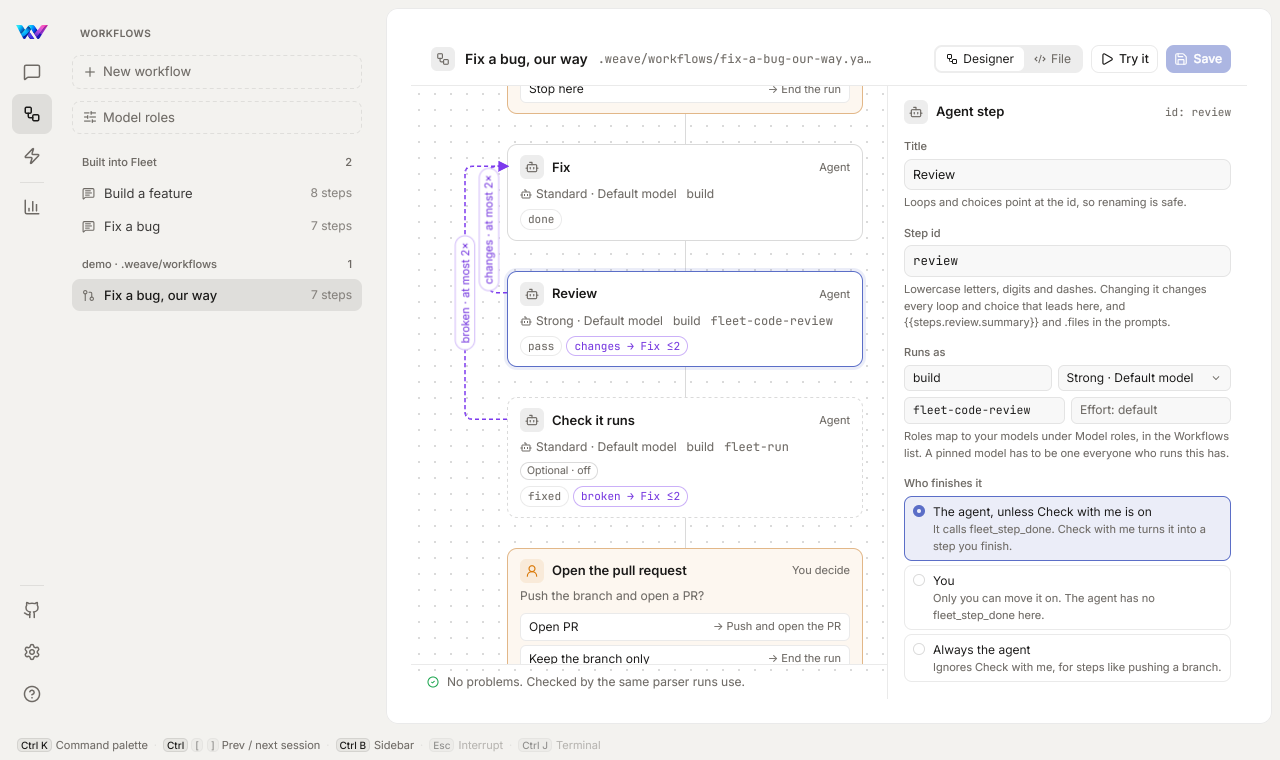 WORKFLOWS
New workflow
Model roles
Built into Fleet 2
Build a feature 8 steps
Fix a bug 7 steps
demo · .weave/workflows 1
Fix a bug, our way 7 steps
Fix a bug, our way .weave/workflows/fix-a-bug-our-way.ya…
Designer File Try it Save
Stop here → End the run
Fix Agent
Standard · Default model build
done
changes · at most 2×
broken · at most 2×
Review Agent
Strong · Default model build fleet-code-review
pass changes → Fix ≤2
Check it runs Agent
Standard · Default model build fleet-run
Optional · off
fixed broken → Fix ≤2
Open the pull request You decide
Push the branch and open a PR?
Open PR → Push and open the PR
Keep the branch only → End the run
No problems. Checked by the same parser runs use.
Agent step id: review
Title
Review
Loops and choices point at the id, so renaming is safe.
Step id
review
Lowercase letters, digits and dashes. Changing it changes
every loop and choice that leads here, and
{{steps.review.summary}} and .files in the prompts.
Runs as
build Strong · Default model
fleet-code-review Effort: default
Roles map to your models under Model roles, in the Workflows
list. A pinned model has to be one everyone who runs this has.
Who finishes it
The agent, unless Check with me is on
It calls fleet_step_done. Check with me turns it into a
step you finish.
You
Only you can move it on. The agent has no
fleet_step_done here.
Always the agent
Ignores Check with me, for steps like pushing a branch.
Ctrl K Command palette · Ctrl [ ] Prev / next session · Ctrl B Sidebar · Esc Interrupt · Ctrl J Terminal